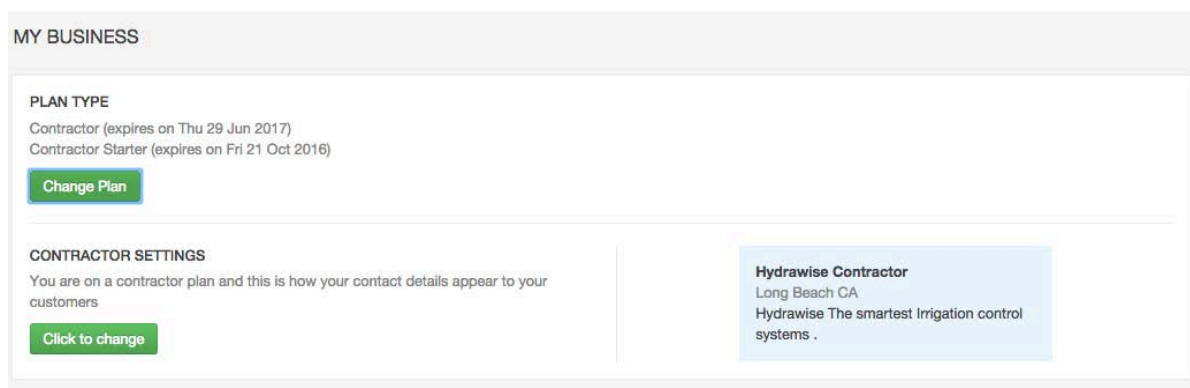 MY BUSINESS
PLAN TYPE
Contractor (expires on Thu 29 Jun 2017)
Contractor Starter (expires on Fri 21 Oct 2016)
Change Plan
CONTRACTOR SETTINGS
You are on a contractor plan and this is how your contact details appear to your
customers
Click to change
Hydrawise Contractor
Long Beach CA
Hydrawise The smartest Irrigation control
systems .